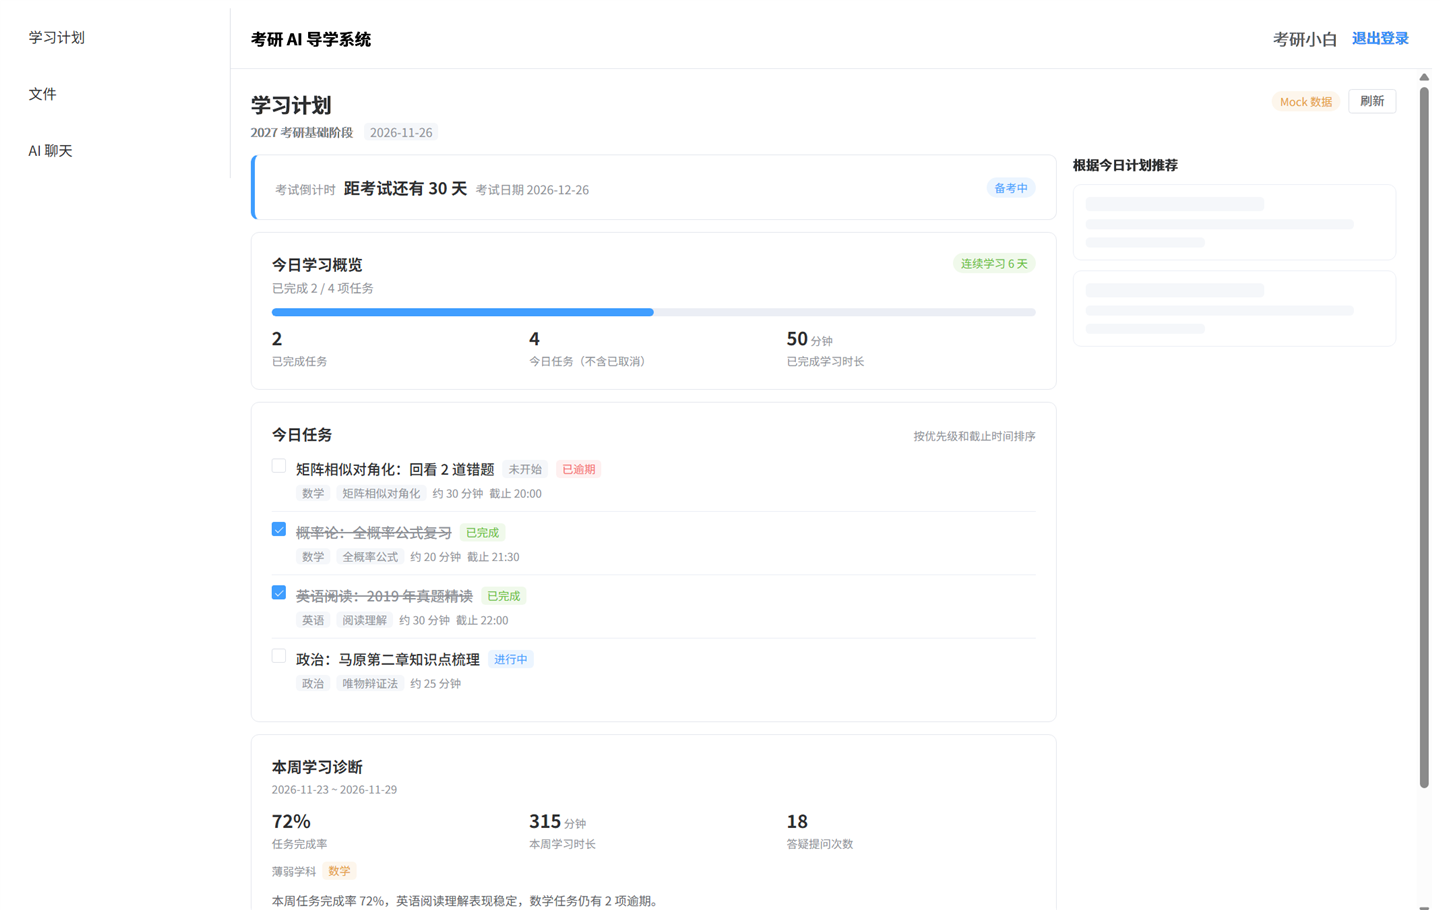 学习计划
文件
AI 聊天
考研 AI 导学系统
考研小白 退出登录
学习计划
2027 考研基础阶段 2026-11-26
Mock 数据 刷新
考试倒计时 距考试还有 30 天 考试日期 2026-12-26 备考中
今日学习概览 连续学习 6 天
已完成 2 / 4 项任务
2 4 50 分钟
已完成任务 今日任务（不含已取消） 已完成学习时长
今日任务 按优先级和截止时间排序
矩阵相似对角化：回看 2 道错题 未开始 已逾期
数学 矩阵相似对角化 约 30 分钟 截止 20:00
概率论：全概率公式复习 已完成
数学 全概率公式 约 20 分钟 截止 21:30
英语阅读：2019 年真题精读 已完成
英语 阅读理解 约 30 分钟 截止 22:00
政治：马原第二章知识点梳理 进行中
政治 唯物辩证法 约 25 分钟
本周学习诊断
2026-11-23 ~ 2026-11-29
72% 315 分钟 18
任务完成率 本周学习时长 答疑提问次数
薄弱学科 数学
本周任务完成率 72%，英语阅读理解表现稳定，数学任务仍有 2 项逾期。
根据今日计划推荐